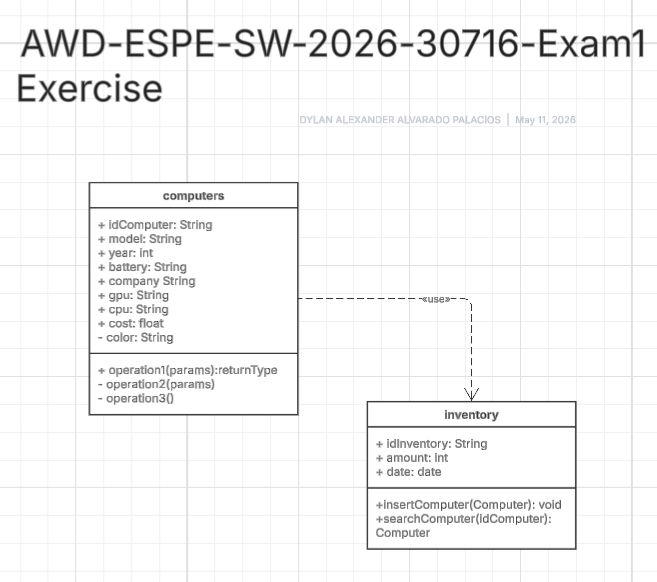 AWD-ESPE-SW-2026-30716-Exam1
Exercise
DYLAN ALEXANDER ALVARADO PALACIOS | May 11, 2026
computers
+ idComputer: String
+ model: String
+ year: int
+ battery: String
+ company String
+ gpu: String
+ cpu: String
+ cost: float
- color: String
+ operation1(params):returnType
- operation2(params)
- operation3()
«use»
inventory
+ idInventory: String
+ amount: int
+ date: date
+insertComputer(Computer): void
+searchComputer(idComputer):
Computer